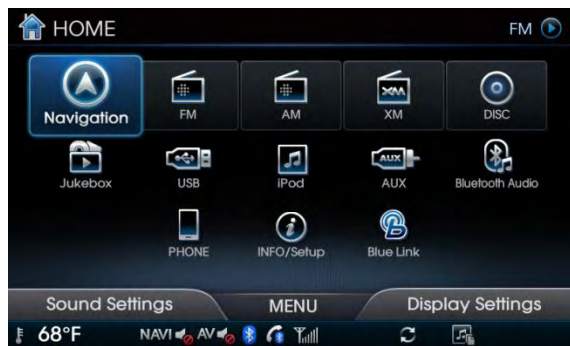 HOME FM
Navigation FM AM XM DISC
Jukebox USB iPod AUX Bluetooth Audio
PHONE INFO/Setup Blue Link
Sound Settings MENU Display Settings
68°F NAVI AV